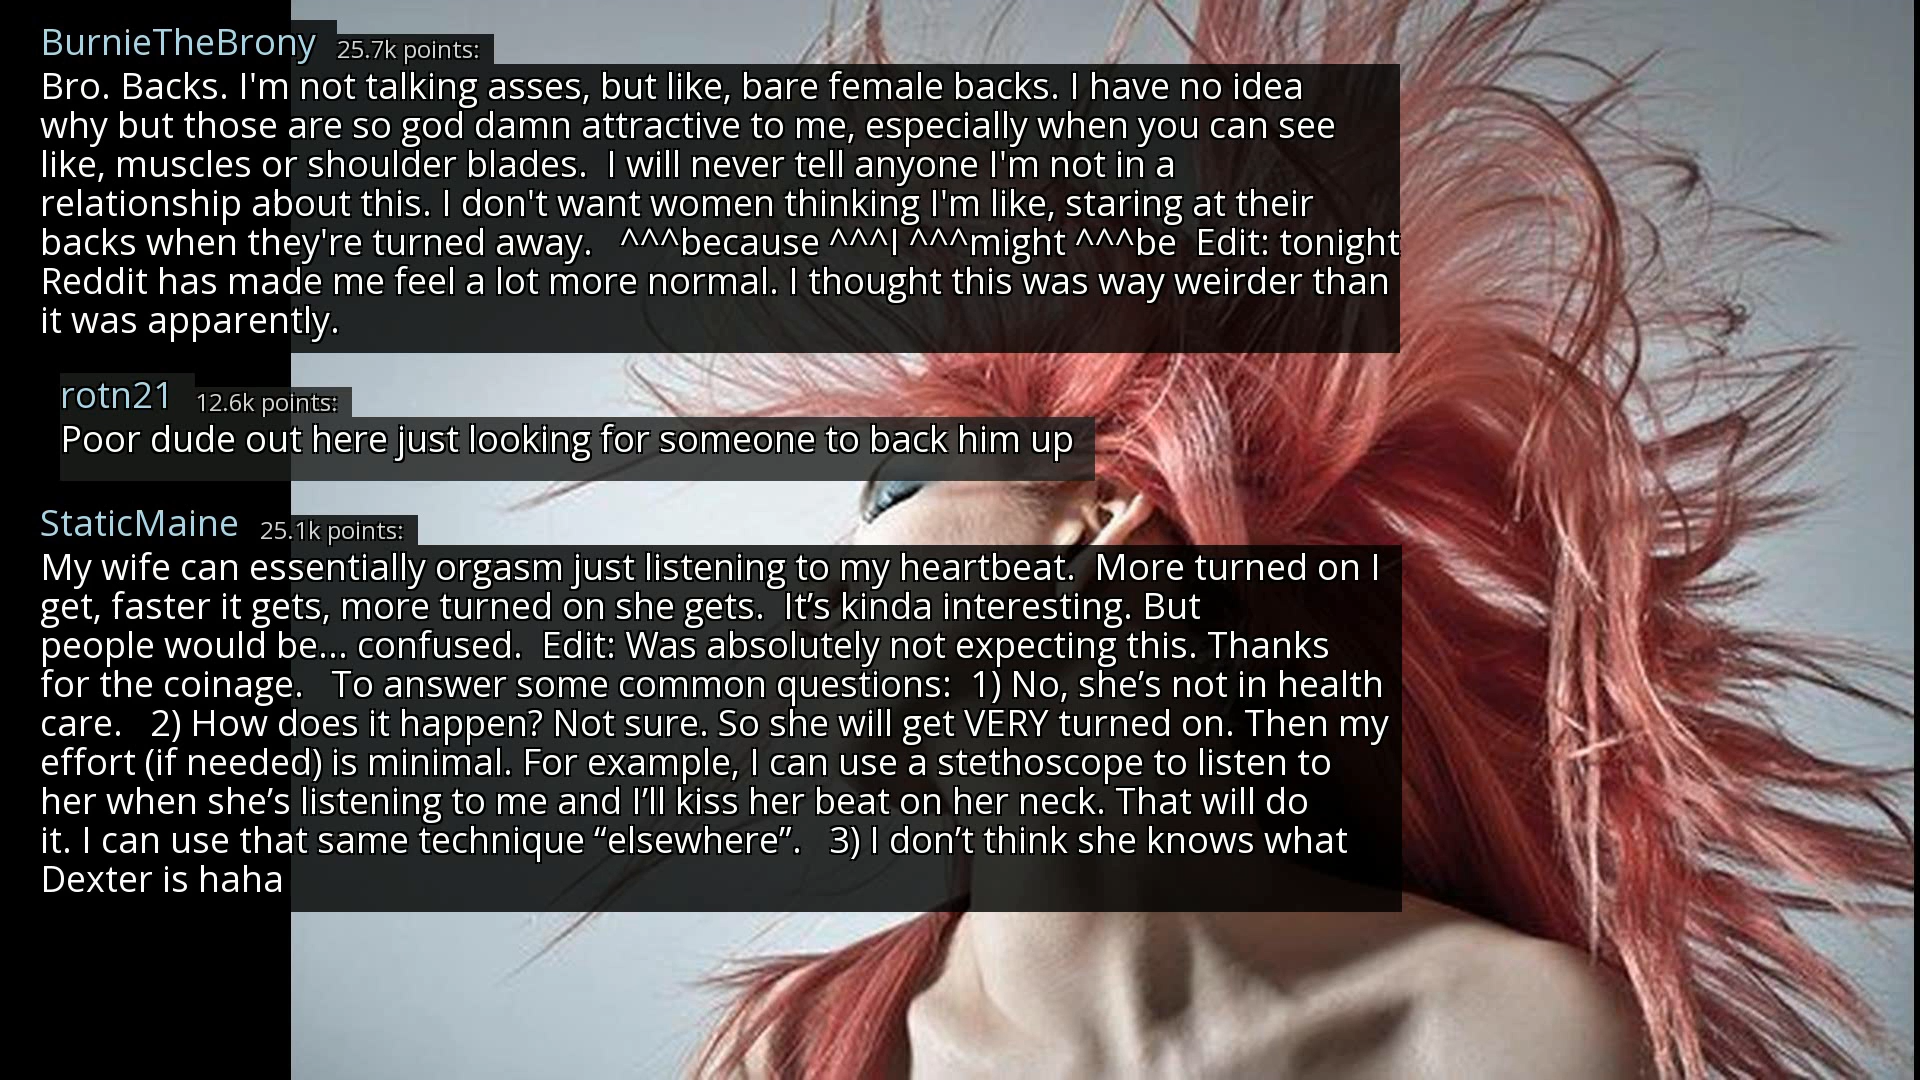 BurnieTheBrony 25.7k points:
Bro. Backs. I'm not talking asses, but like, bare female backs. I have no idea
why but those are so god damn attractive to me, especially when you can see
like, muscles or shoulder blades.  I will never tell anyone I'm not in a
relationship about this. I don't want women thinking I'm like, staring at their
backs when they're turned away.   ^^^because ^^^I ^^^might ^^^be  Edit: tonight
Reddit has made me feel a lot more normal. I thought this was way weirder than
it was apparently.
rotn21 12.6k points:
Poor dude out here just looking for someone to back him up
StaticMaine 25.1k points:
My wife can essentially orgasm just listening to my heartbeat.  More turned on I
get, faster it gets, more turned on she gets.  It’s kinda interesting. But
people would be... confused.  Edit: Was absolutely not expecting this. Thanks
for the coinage.   To answer some common questions:  1) No, she’s not in health
care.   2) How does it happen? Not sure. So she will get VERY turned on. Then my
effort (if needed) is minimal. For example, I can use a stethoscope to listen to
her when she’s listening to me and I’ll kiss her beat on her neck. That will do
it. I can use that same technique “elsewhere”.   3) I don’t think she knows what
Dexter is haha